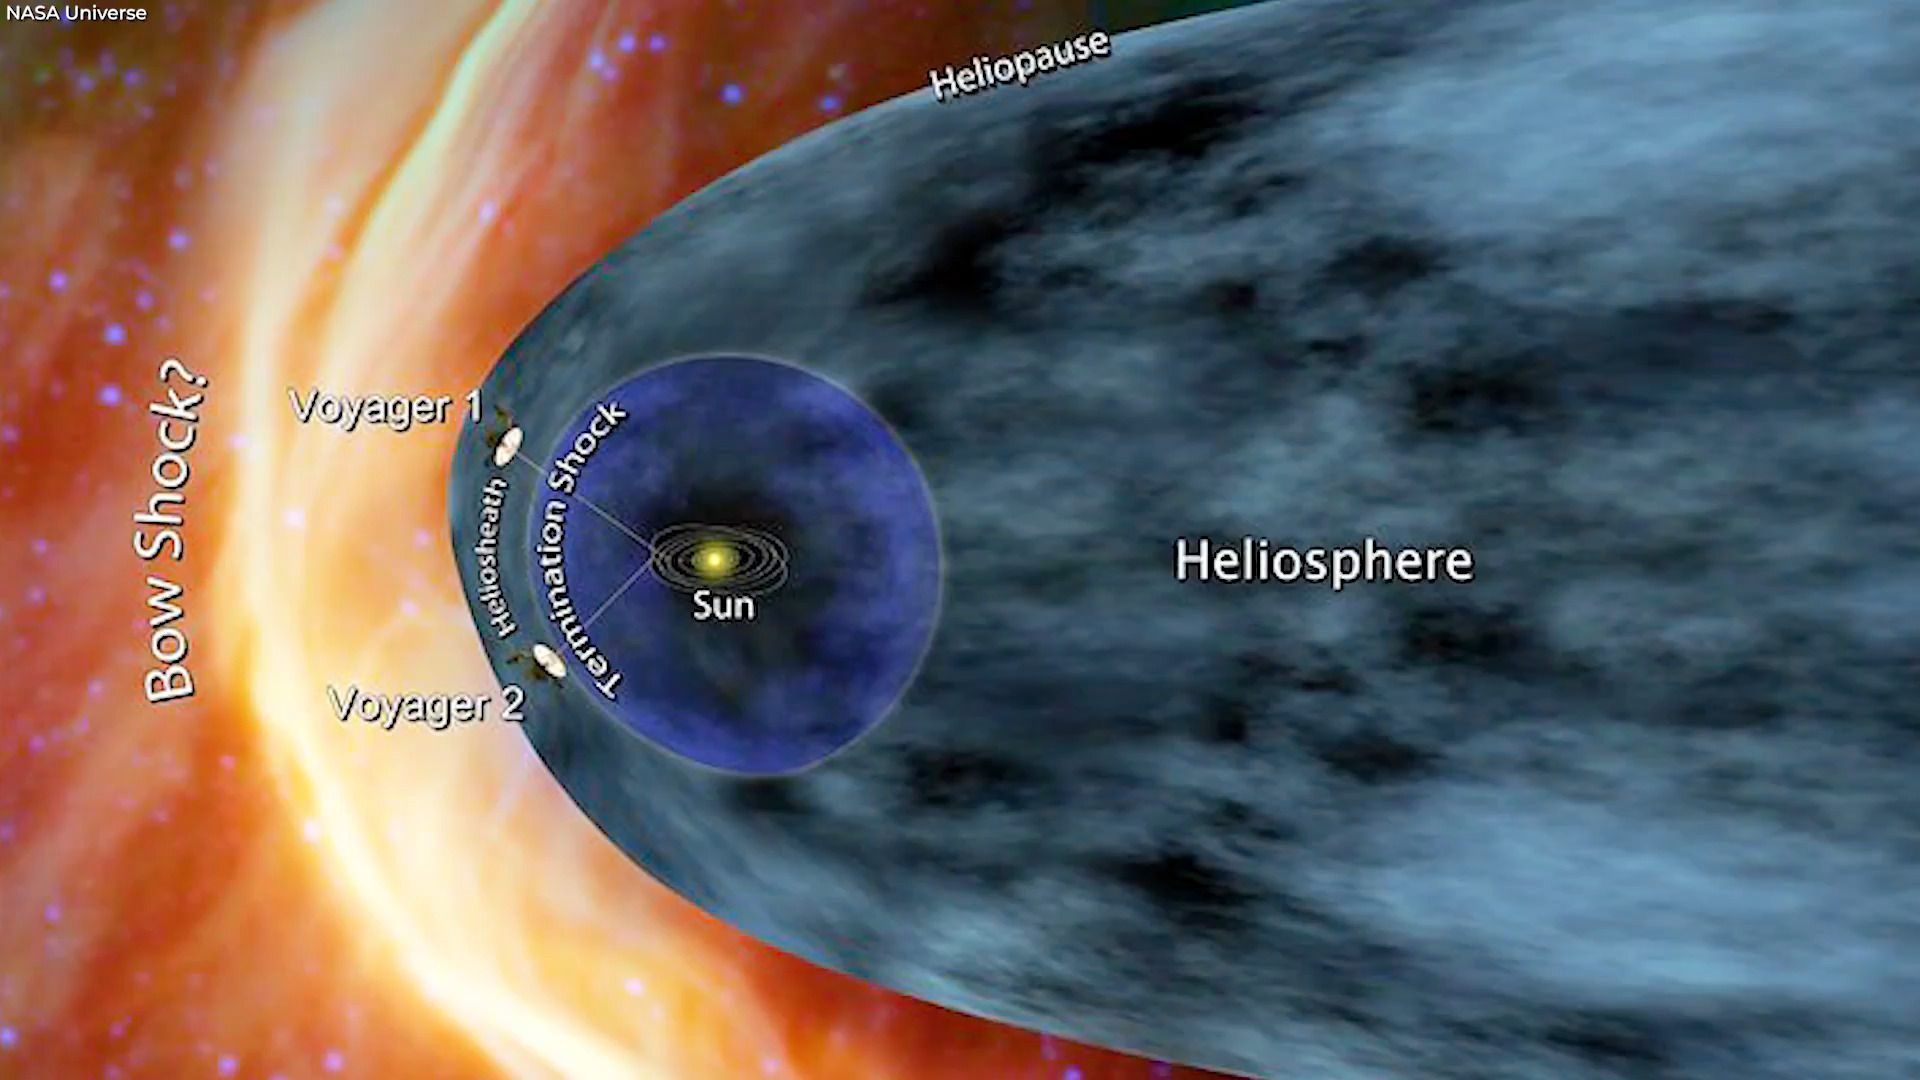 NASA Universe
Heliopause
Bow Shock?
Voyager 1
Heliosheath
Termination Shock
Sun
Heliosphere
Voyager 2